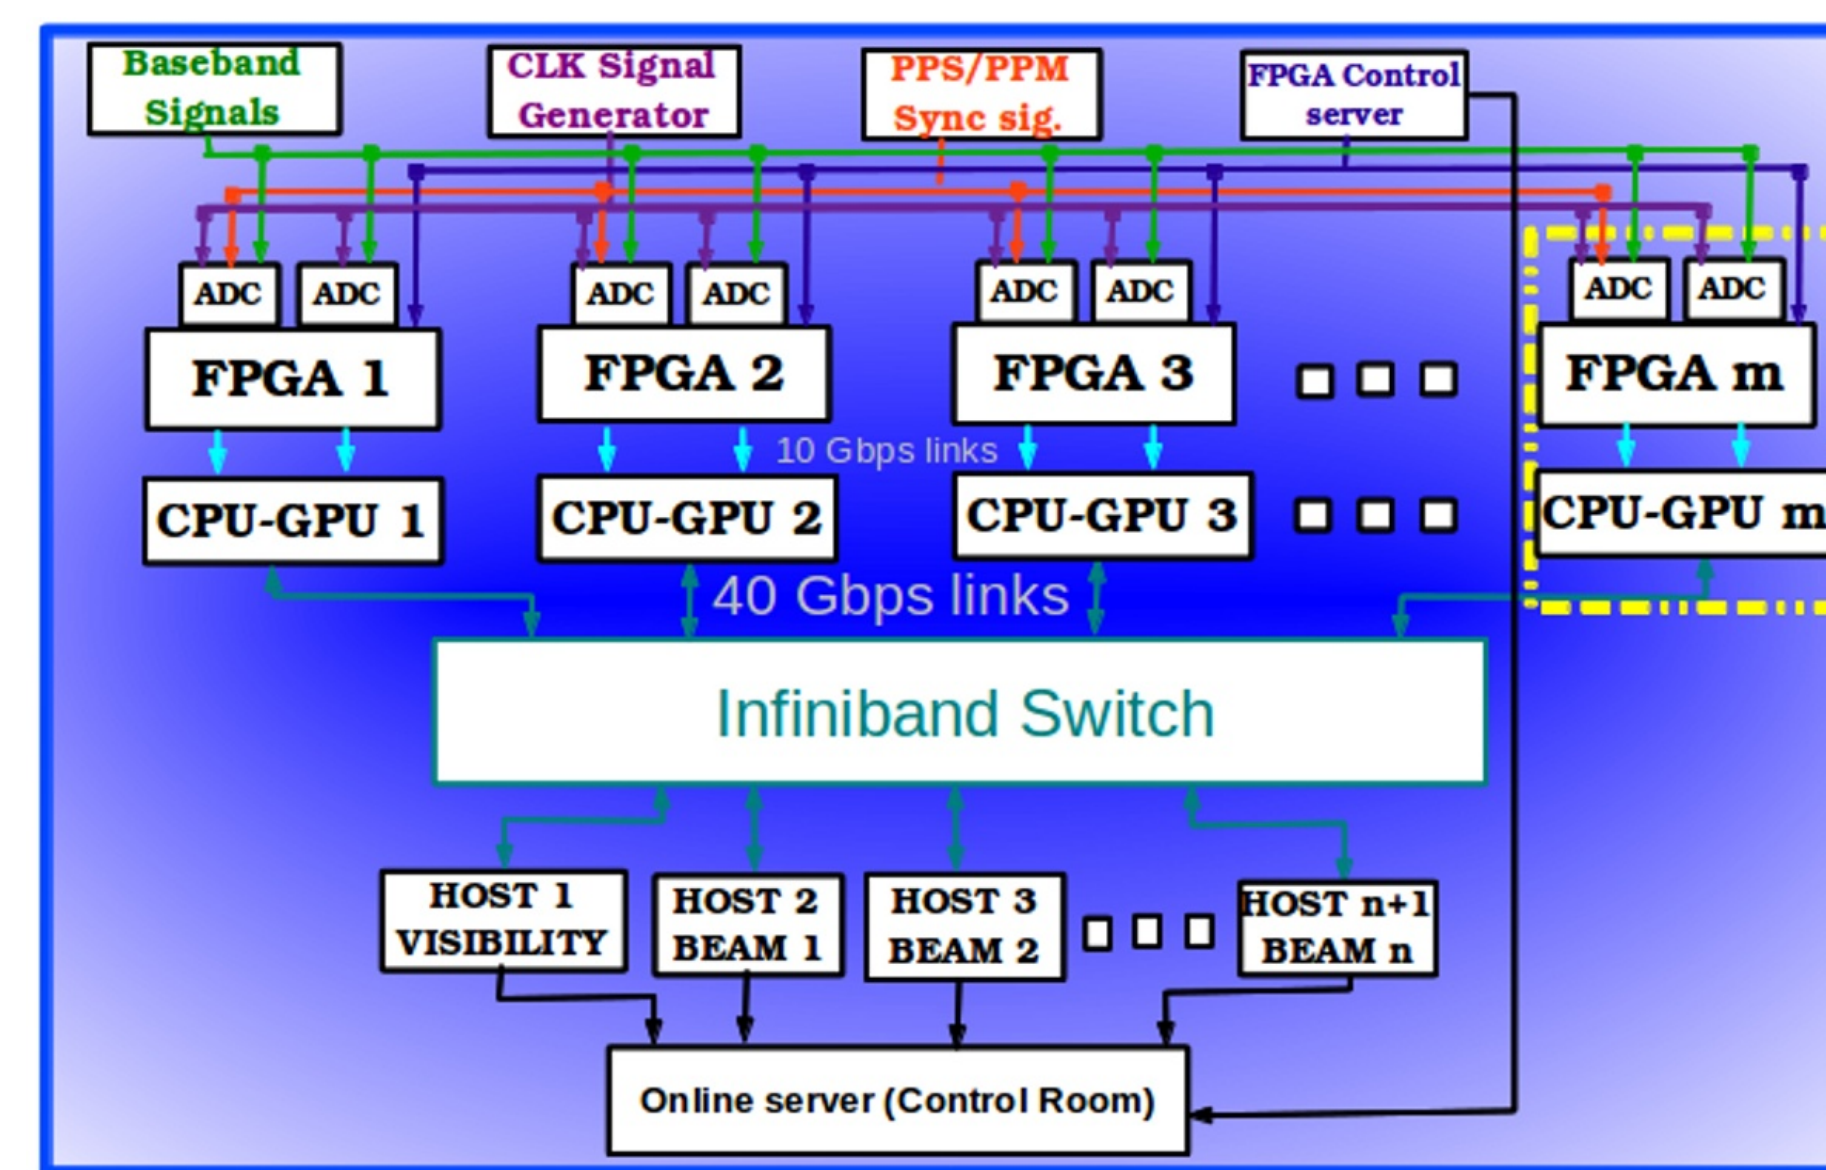 Baseband
Signals
CLK Signal
Generator
PPS/PPM
Sync sig.
FPGA Control
server
ADC
ADC
ADC
ADC
ADC
ADC
ADC
ADC
FPGA 1
FPGA 2
FPGA 3
FPGA m
10 Gbps links
CPU-GPU 1
CPU-GPU 2
CPU-GPU 3
CPU-GPU m
40 Gbps links
Infiniband Switch
HOST 1
VISIBILITY
HOST 2
BEAM 1
HOST 3
BEAM 2
HOST n+1
BEAM n
Online server (Control Room)